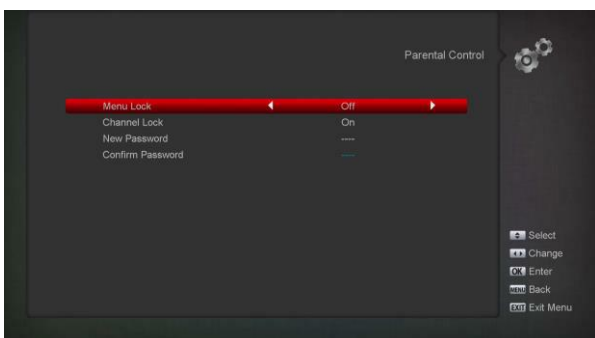 Parental Control
Menu Lock Off
Channel Lock On
New Password ----
Confirm Password ----
Select
Change
OK Enter
MENU Back
EXIT Exit Menu